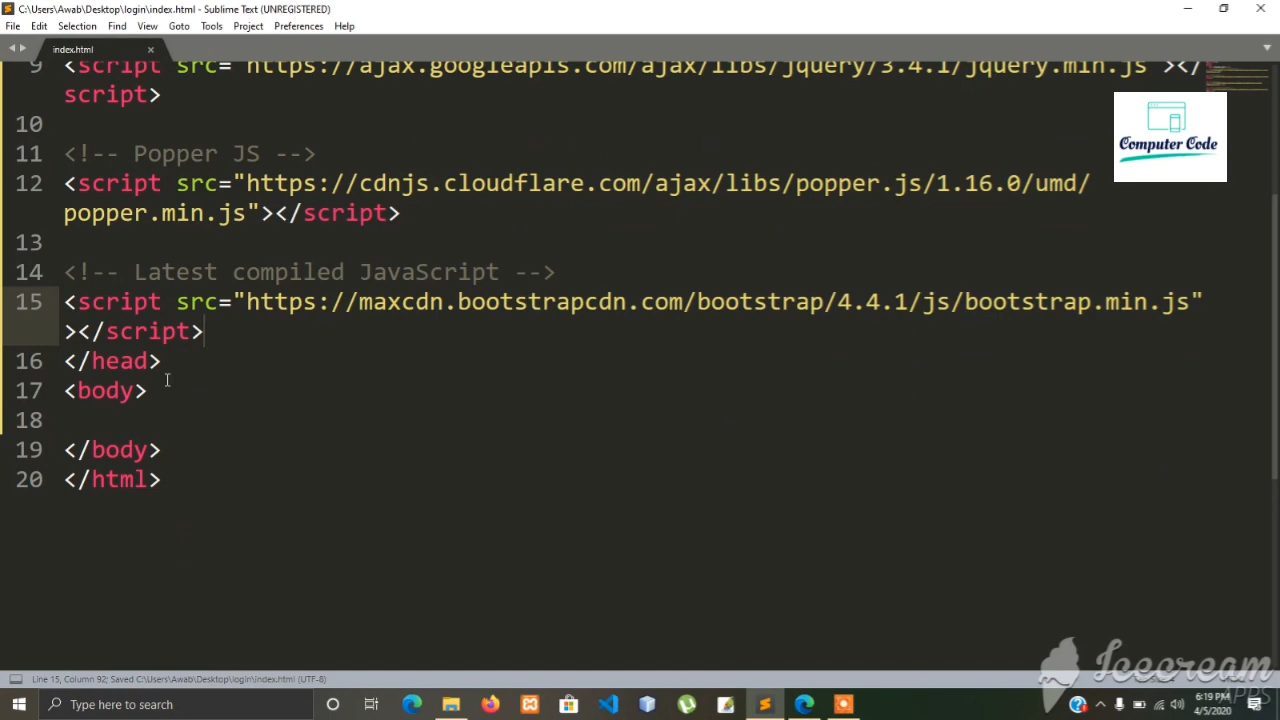 C:\Users\Awab\Desktop\login\index.html - Sublime Text (UNREGISTERED)
File Edit Selection Find View Goto Tools Project Preferences Help
index.html
9 <script src="https://ajax.googleapis.com/ajax/libs/jquery/3.4.1/jquery.min.js"></
script>
10
11 <!-- Popper JS -->
12 <script src="https://cdnjs.cloudflare.com/ajax/libs/popper.js/1.16.0/umd/
popper.min.js"></script>
13
14 <!-- Latest compiled JavaScript -->
15 <script src="https://maxcdn.bootstrapcdn.com/bootstrap/4.4.1/js/bootstrap.min.js"
></script>
16 </head>
17 <body>
18
19 </body>
20 </html>
Computer Code
Line 15, Column 92; Saved C:\Users\Awab\Desktop\login\index.html (UTF-8)
Icecream
APPS
Type here to search
6:19 PM
4/5/2020